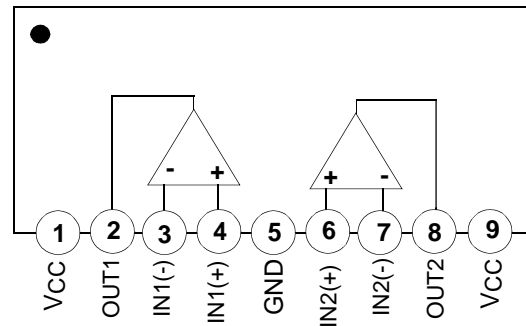 - + + -
1 2 3 4 5 6 7 8 9
VCC
OUT1
IN1(-)
IN1(+)
GND
IN2(+)
IN2(-)
OUT2
VCC